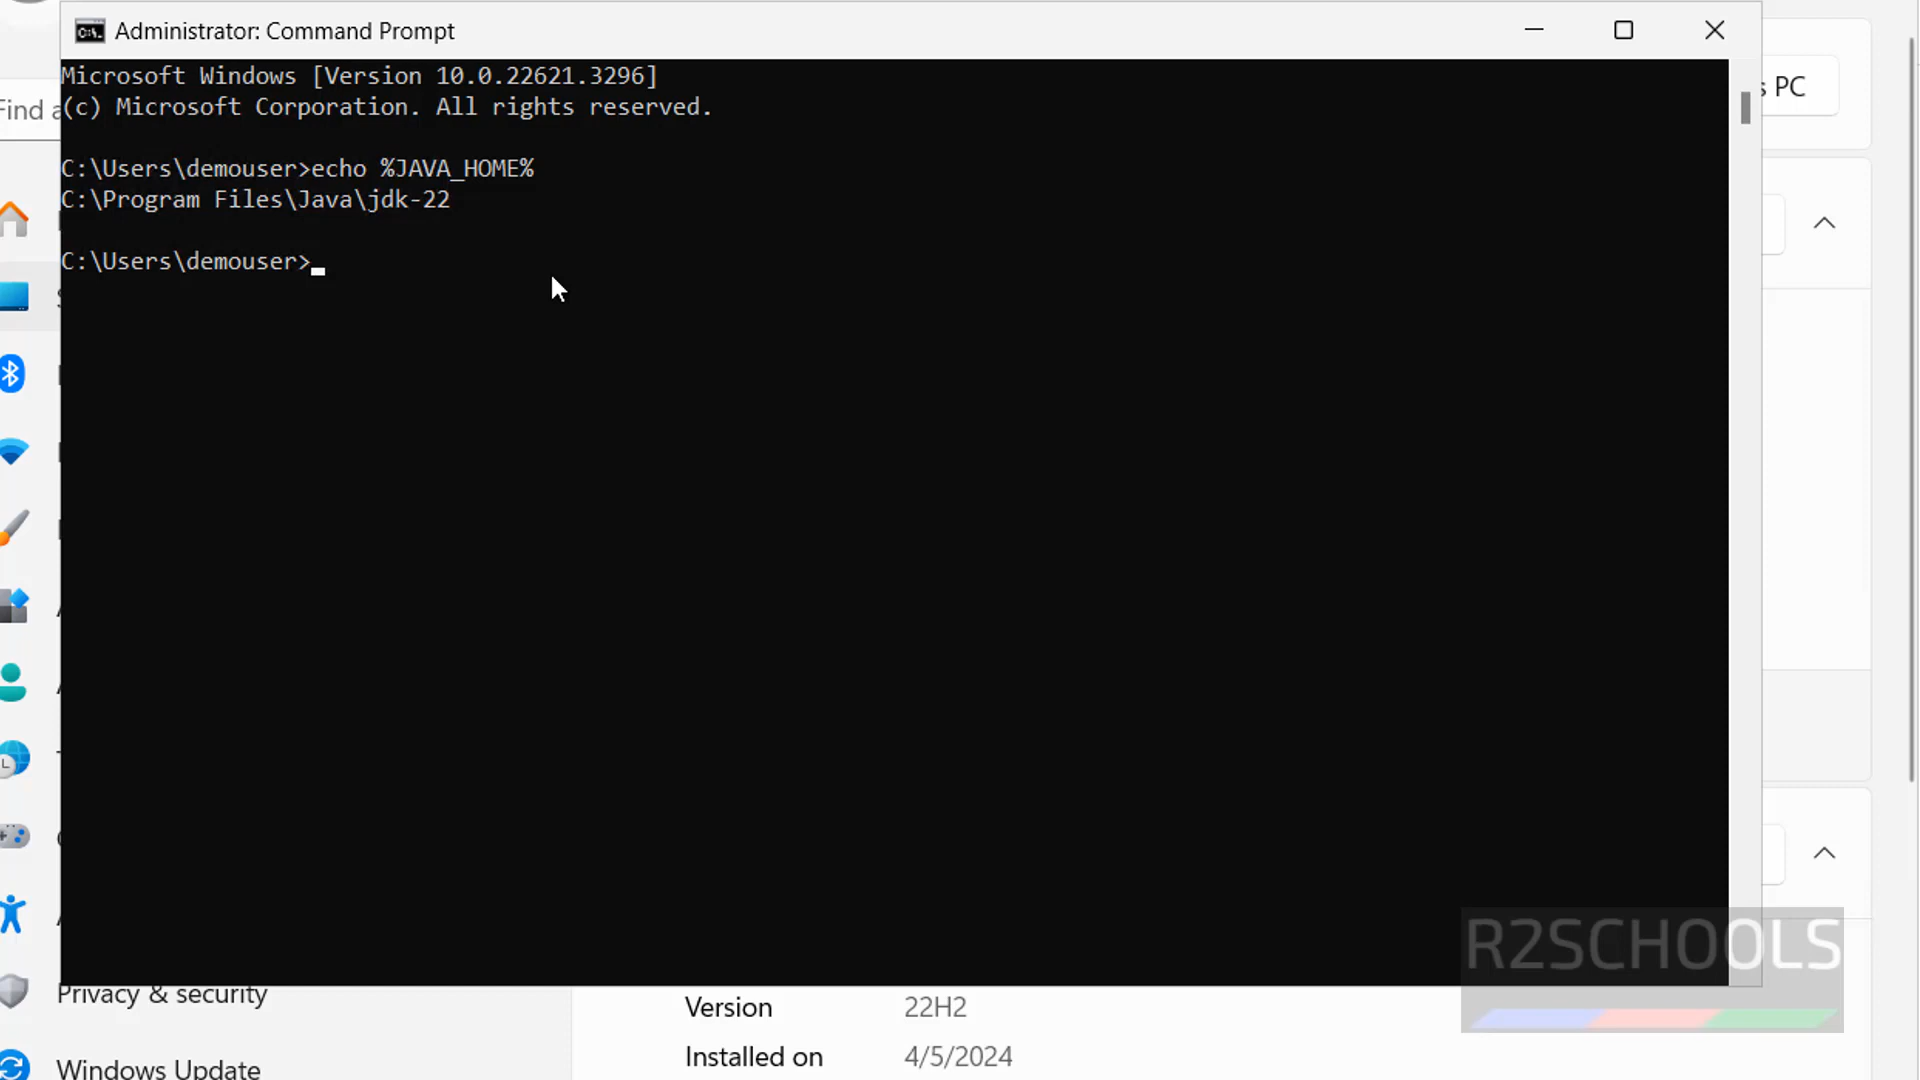 Administrator: Command Prompt
Microsoft Windows [Version 10.0.22621.3296]
(c) Microsoft Corporation. All rights reserved.
C:\Users\demouser>echo %JAVA_HOME%
C:\Program Files\Java\jdk-22
C:\Users\demouser>
Find a
PC
Privacy & security
Windows Update
Version 22H2
Installed on 4/5/2024
R2SCHOOLS